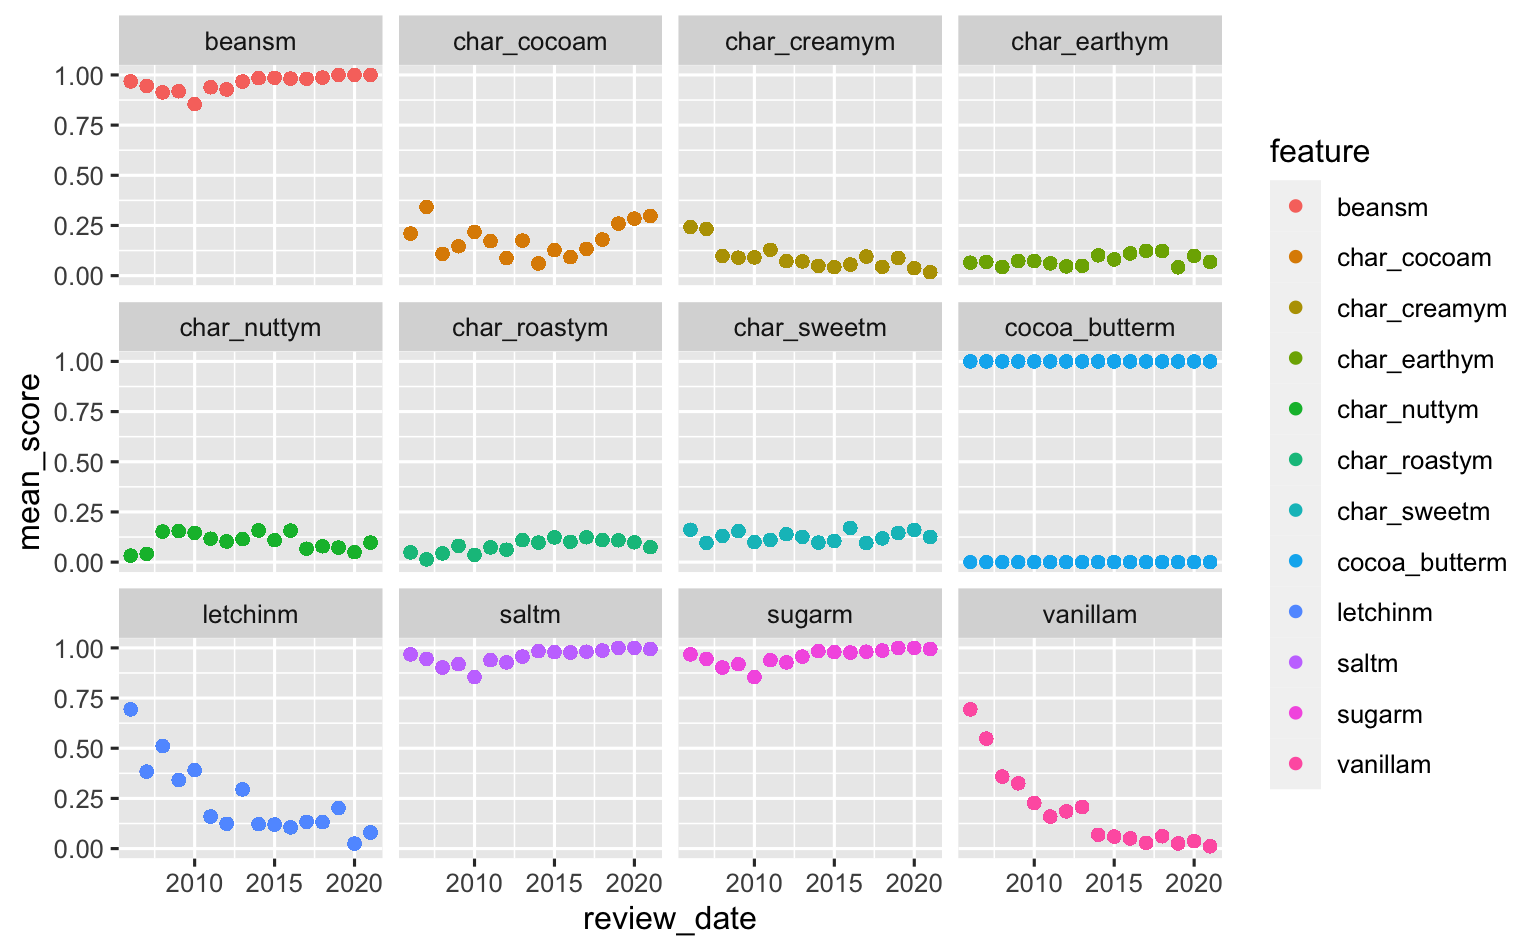 beansm char_cocoam char_creamym char_earthym
1.00
0.75
0.50
0.25
0.00
char_nuttym char_roastym char_sweetm cocoa_butterm
1.00
0.75
0.50
0.25
0.00
letchinm saltm sugarm vanillam
1.00
0.75
0.50
0.25
0.00
2010 2015 2020 2010 2015 2020 2010 2015 2020 2010 2015 2020
review_date
mean_score
feature
beansm
char_cocoam
char_creamym
char_earthym
char_nuttym
char_roastym
char_sweetm
cocoa_butterm
letchinm
saltm
sugarm
vanillam